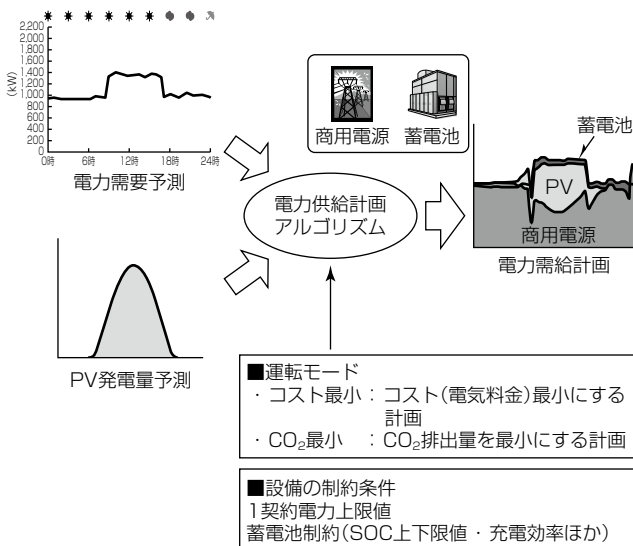 2,200
2,000
1,800
1,600
1,400
1,200
1,000
800
600
400
200
0
(kW)
0時 6時 12時 18時 24時
電力需要予測
商用電源 蓄電池
電力供給計画
アルゴリズム
蓄電池
PV
商用電源
電力需給計画
PV発電量予測
■運転モード
・コスト最小：コスト(電気料金)最小にする
計画
・CO₂最小 ：CO₂排出量を最小にする計画
■設備の制約条件
1契約電力上限値
蓄電池制約(SOC上下限値・充電効率ほか)